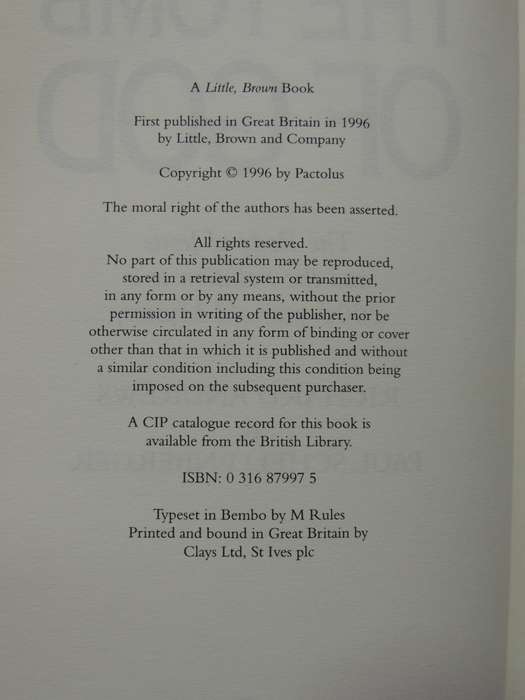 A Little, Brown Book
First published in Great Britain in 1996
by Little, Brown and Company
Copyright © 1996 by Pactolus
The moral right of the authors has been asserted.
All rights reserved.
No part of this publication may be reproduced,
stored in a retrieval system or transmitted,
in any form or by any means, without the prior
permission in writing of the publisher, nor be
otherwise circulated in any form of binding or cover
other than that in which it is published and without
a similar condition including this condition being
imposed on the subsequent purchaser.
A CIP catalogue record for this book is
available from the British Library.
ISBN: 0 316 87997 5
Typeset in Bembo by M Rules
Printed and bound in Great Britain by
Clays Ltd, St Ives plc